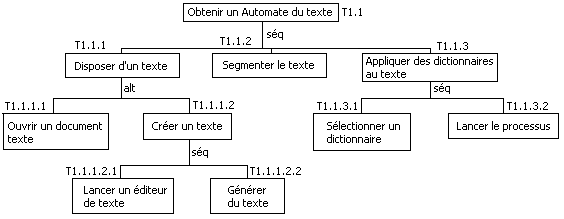 Obtenir un Automate du texte T1.1
séq
T1.1.1
T1.1.2
T1.1.3
Disposer d'un texte
Segmenter le texte
Appliquer des dictionnaires
au texte
alt
séq
T1.1.1.1
T1.1.1.2
T1.1.3.1
T1.1.3.2
Ouvrir un document
texte
Créer un texte
Sélectionner un
dictionnaire
Lancer le processus
séq
T1.1.1.2.1
T1.1.1.2.2
Lancer un éditeur
de texte
Générer
du texte